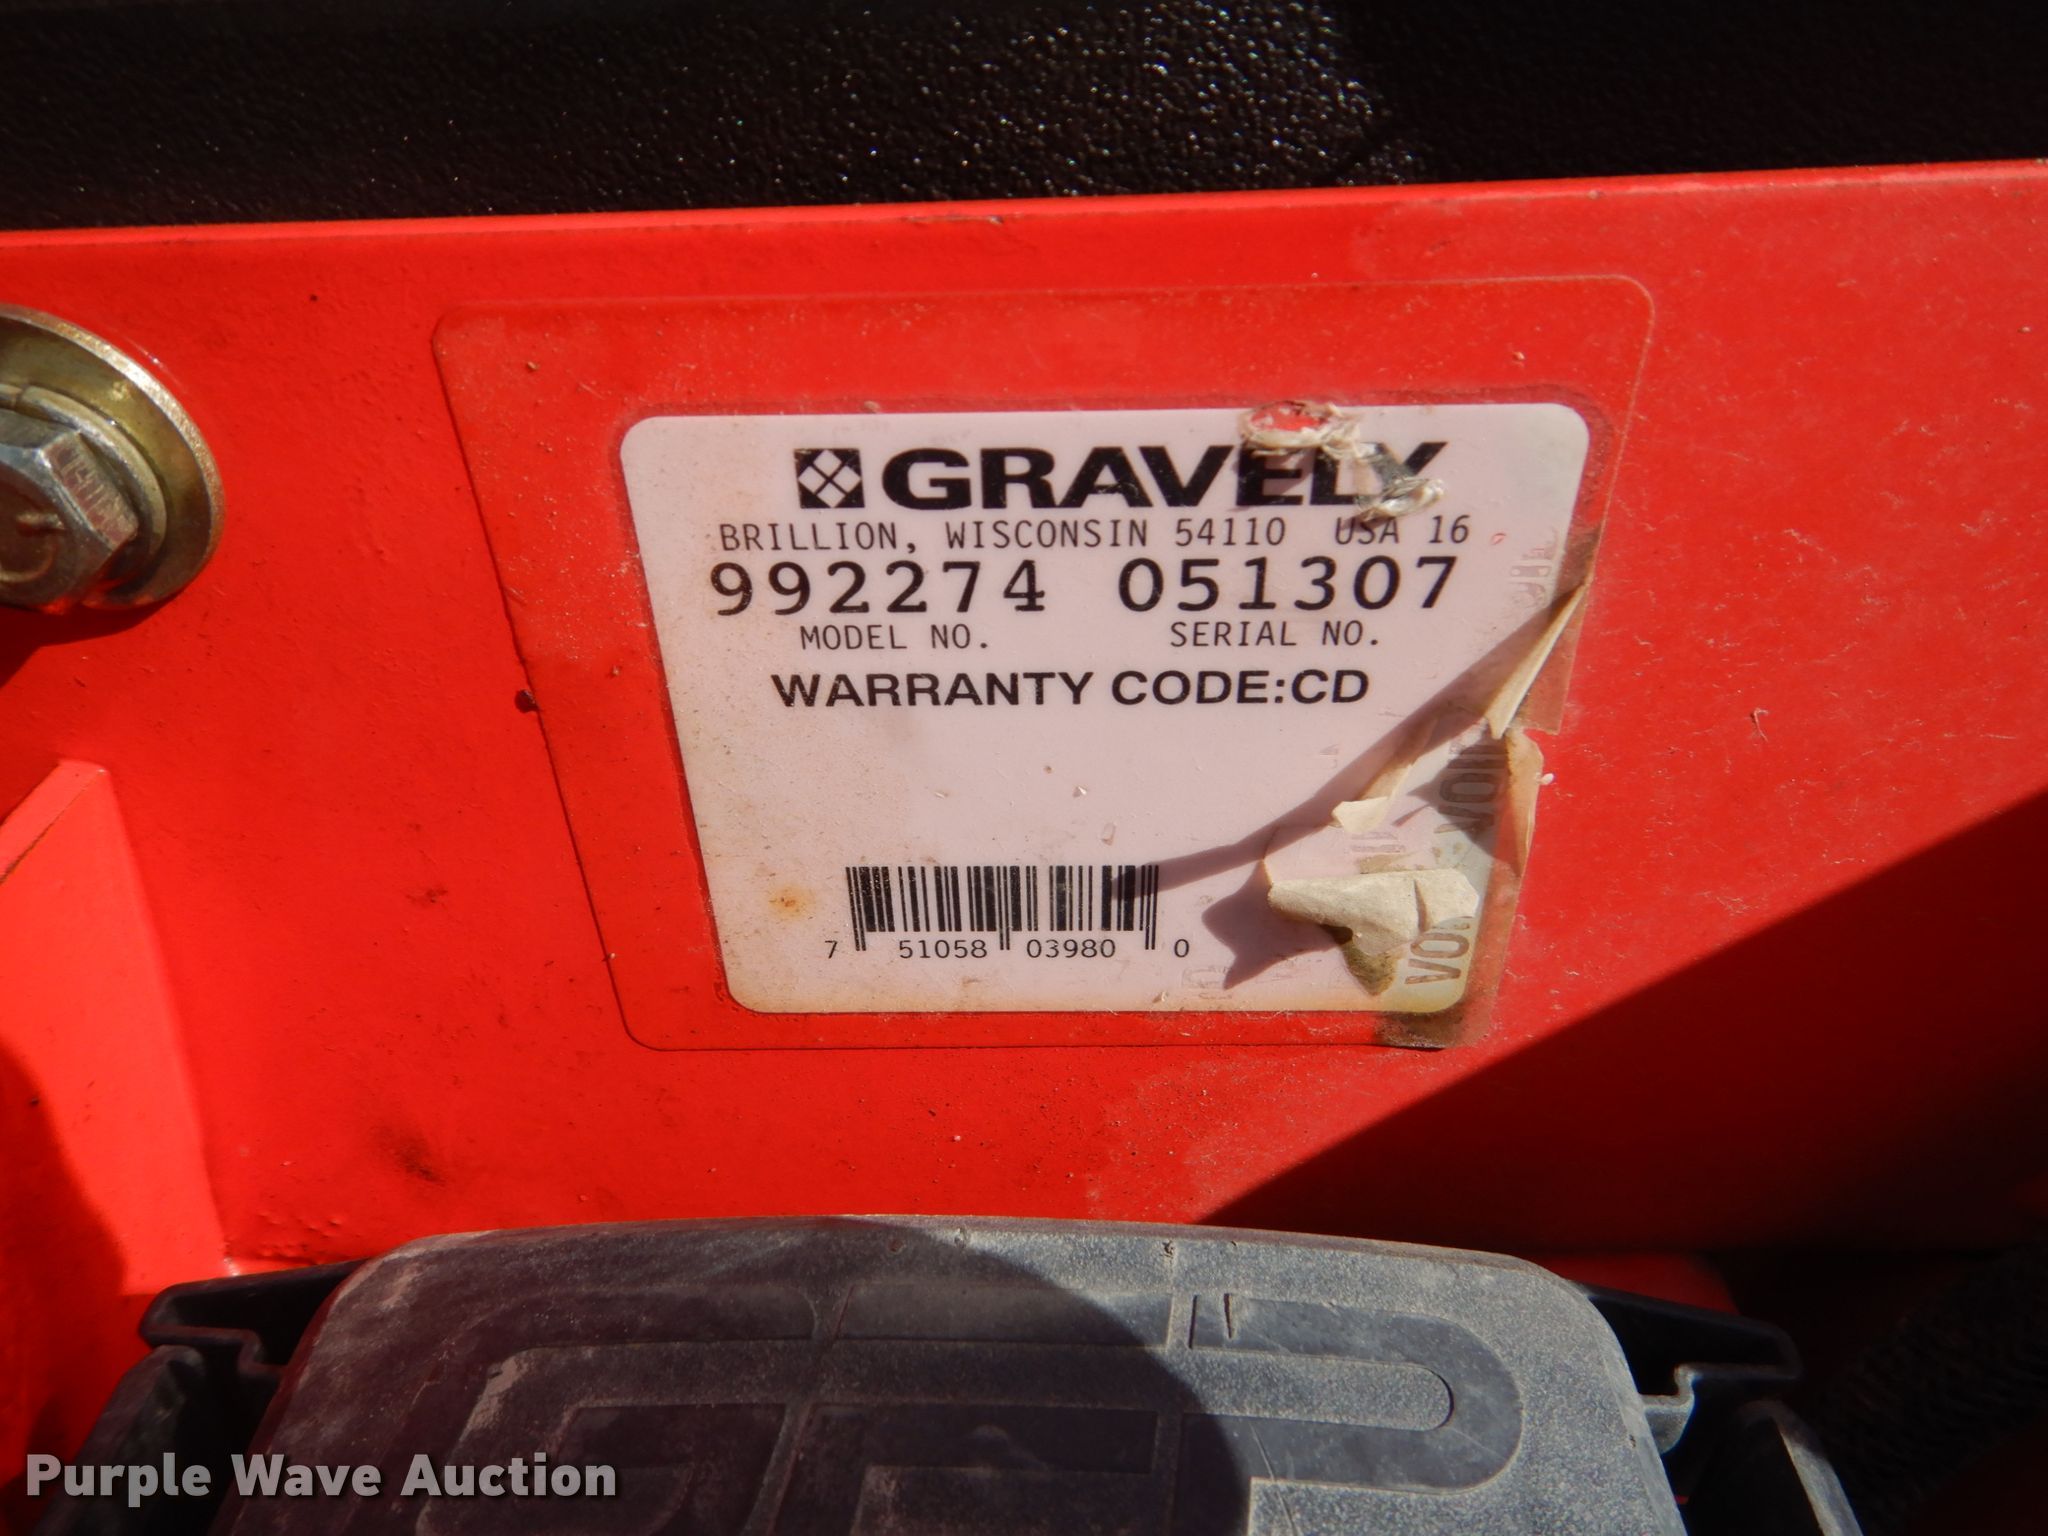 GRAVELY
BRILLION, WISCONSIN 54110 USA 16
992274 051307
MODEL NO. SERIAL NO.
WARRANTY CODE:CD
7 51058 03980 0
Purple Wave Auction